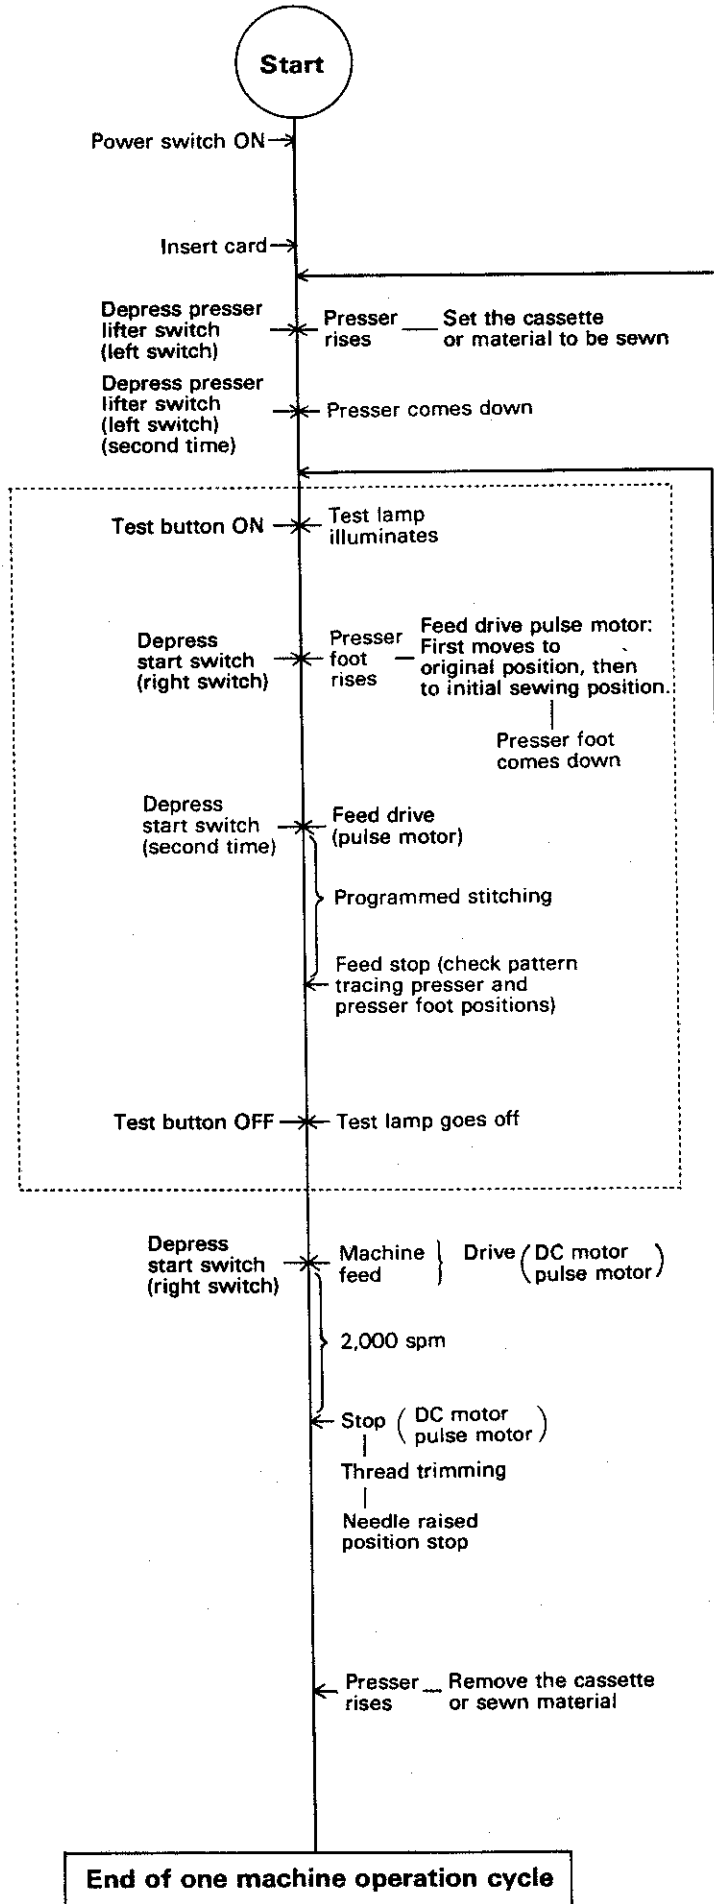 Start
Power switch ON
Insert card
Depress presser
lifter switch
(left switch)
Presser
rises
Set the cassette
or material to be sewn
Depress presser
lifter switch
(left switch)
(second time)
Presser comes down
Test button ON
Test lamp
illuminates
Depress
start switch
(right switch)
Presser
foot
rises
Feed drive pulse motor:
First moves to
original position, then
to initial sewing position.
Presser foot
comes down
Depress
start switch
(second time)
Feed drive
(pulse motor)
Programmed stitching
Feed stop (check pattern
tracing presser and
presser foot positions)
Test button OFF
Test lamp goes off
Depress
start switch
(right switch)
Machine
feed
Drive
(DC motor
pulse motor)
2,000 spm
Stop
(DC motor
pulse motor)
Thread trimming
Needle raised
position stop
Presser
rises
Remove the cassette
or sewn material
End of one machine operation cycle